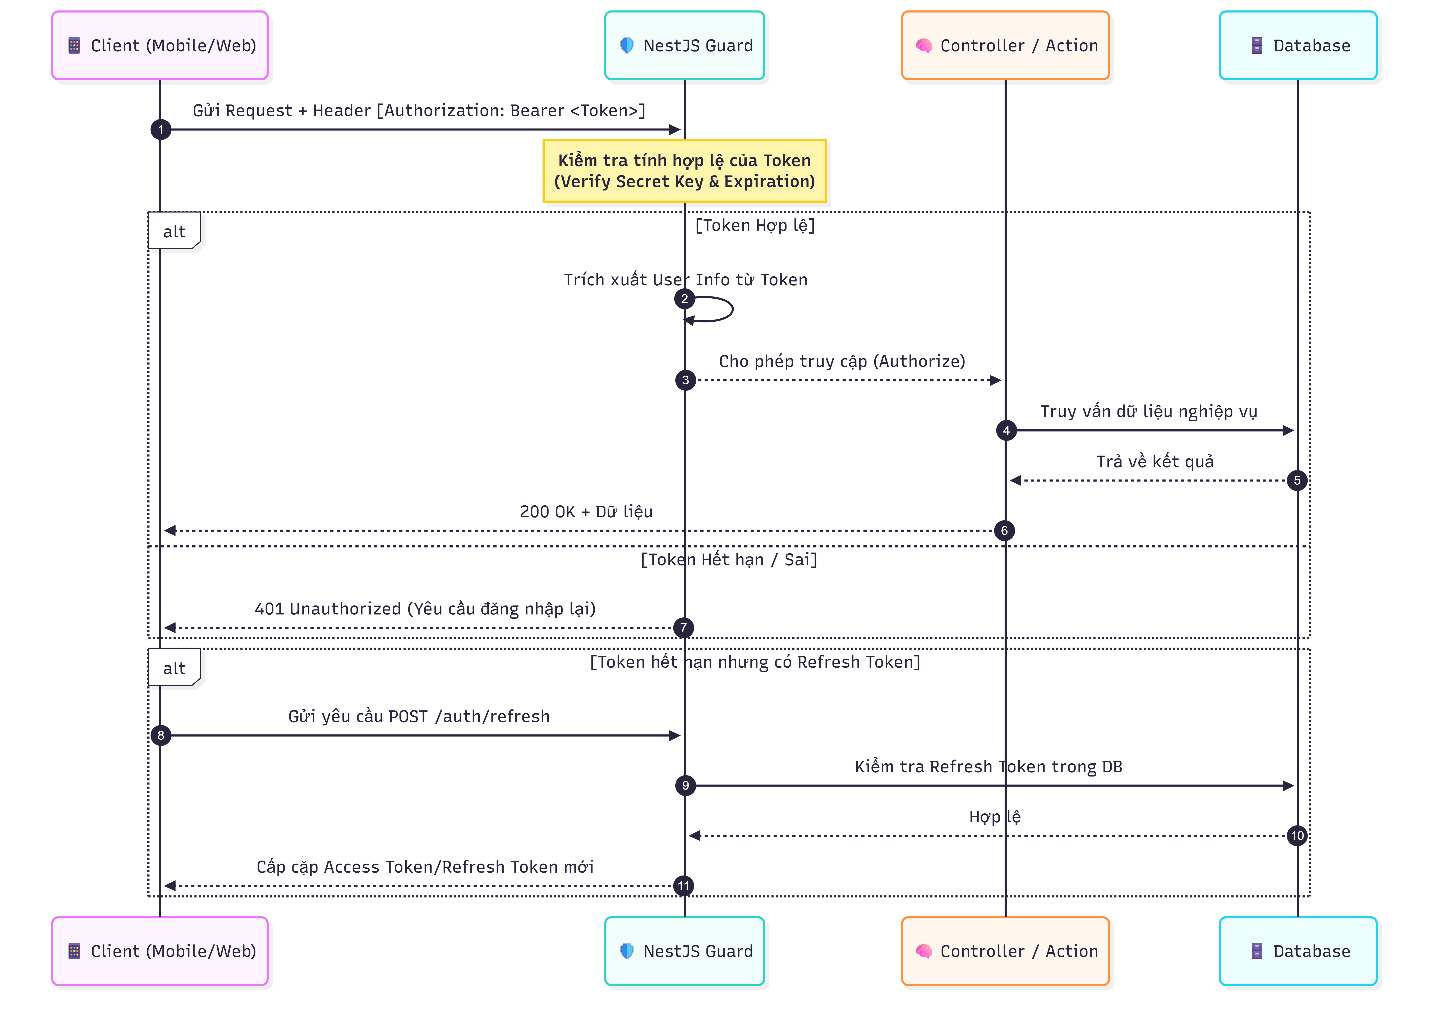 Client (Mobile/Web)
NestJS Guard
Controller / Action
Database
Gửi Request + Header [Authorization: Bearer <Token>]
1
Kiểm tra tính hợp lệ của Token
(Verify Secret Key & Expiration)
alt
[Token Hợp lệ]
Trích xuất User Info từ Token
2
Cho phép truy cập (Authorize)
3
Truy vấn dữ liệu nghiệp vụ
4
Trả về kết quả
5
200 OK + Dữ liệu
6
[Token Hết hạn / Sai]
401 Unauthorized (Yêu cầu đăng nhập lại)
7
alt
[Token hết hạn nhưng có Refresh Token]
Gửi yêu cầu POST /auth/refresh
8
Kiểm tra Refresh Token trong DB
9
Hợp lệ
10
Cấp cặp Access Token/Refresh Token mới
11
Client (Mobile/Web)
NestJS Guard
Controller / Action
Database